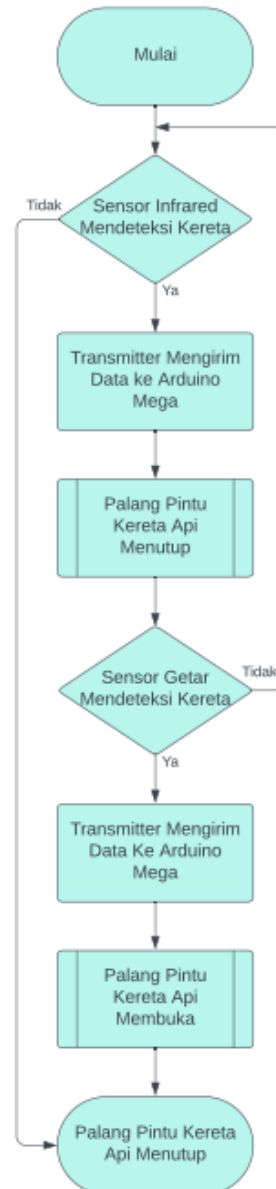 Mulai
Tidak
Sensor Infrared
Mendeteksi Kereta
Ya
Transmitter Mengirim
Data ke Arduino
Mega
Palang Pintu
Kereta Api
Menutup
Sensor Getar
Mendeteksi Kereta
Tidak
Ya
Transmitter Mengirim
Data Ke Arduino
Mega
Palang Pintu
Kereta Api
Membuka
Palang Pintu Kereta
Api Menutup